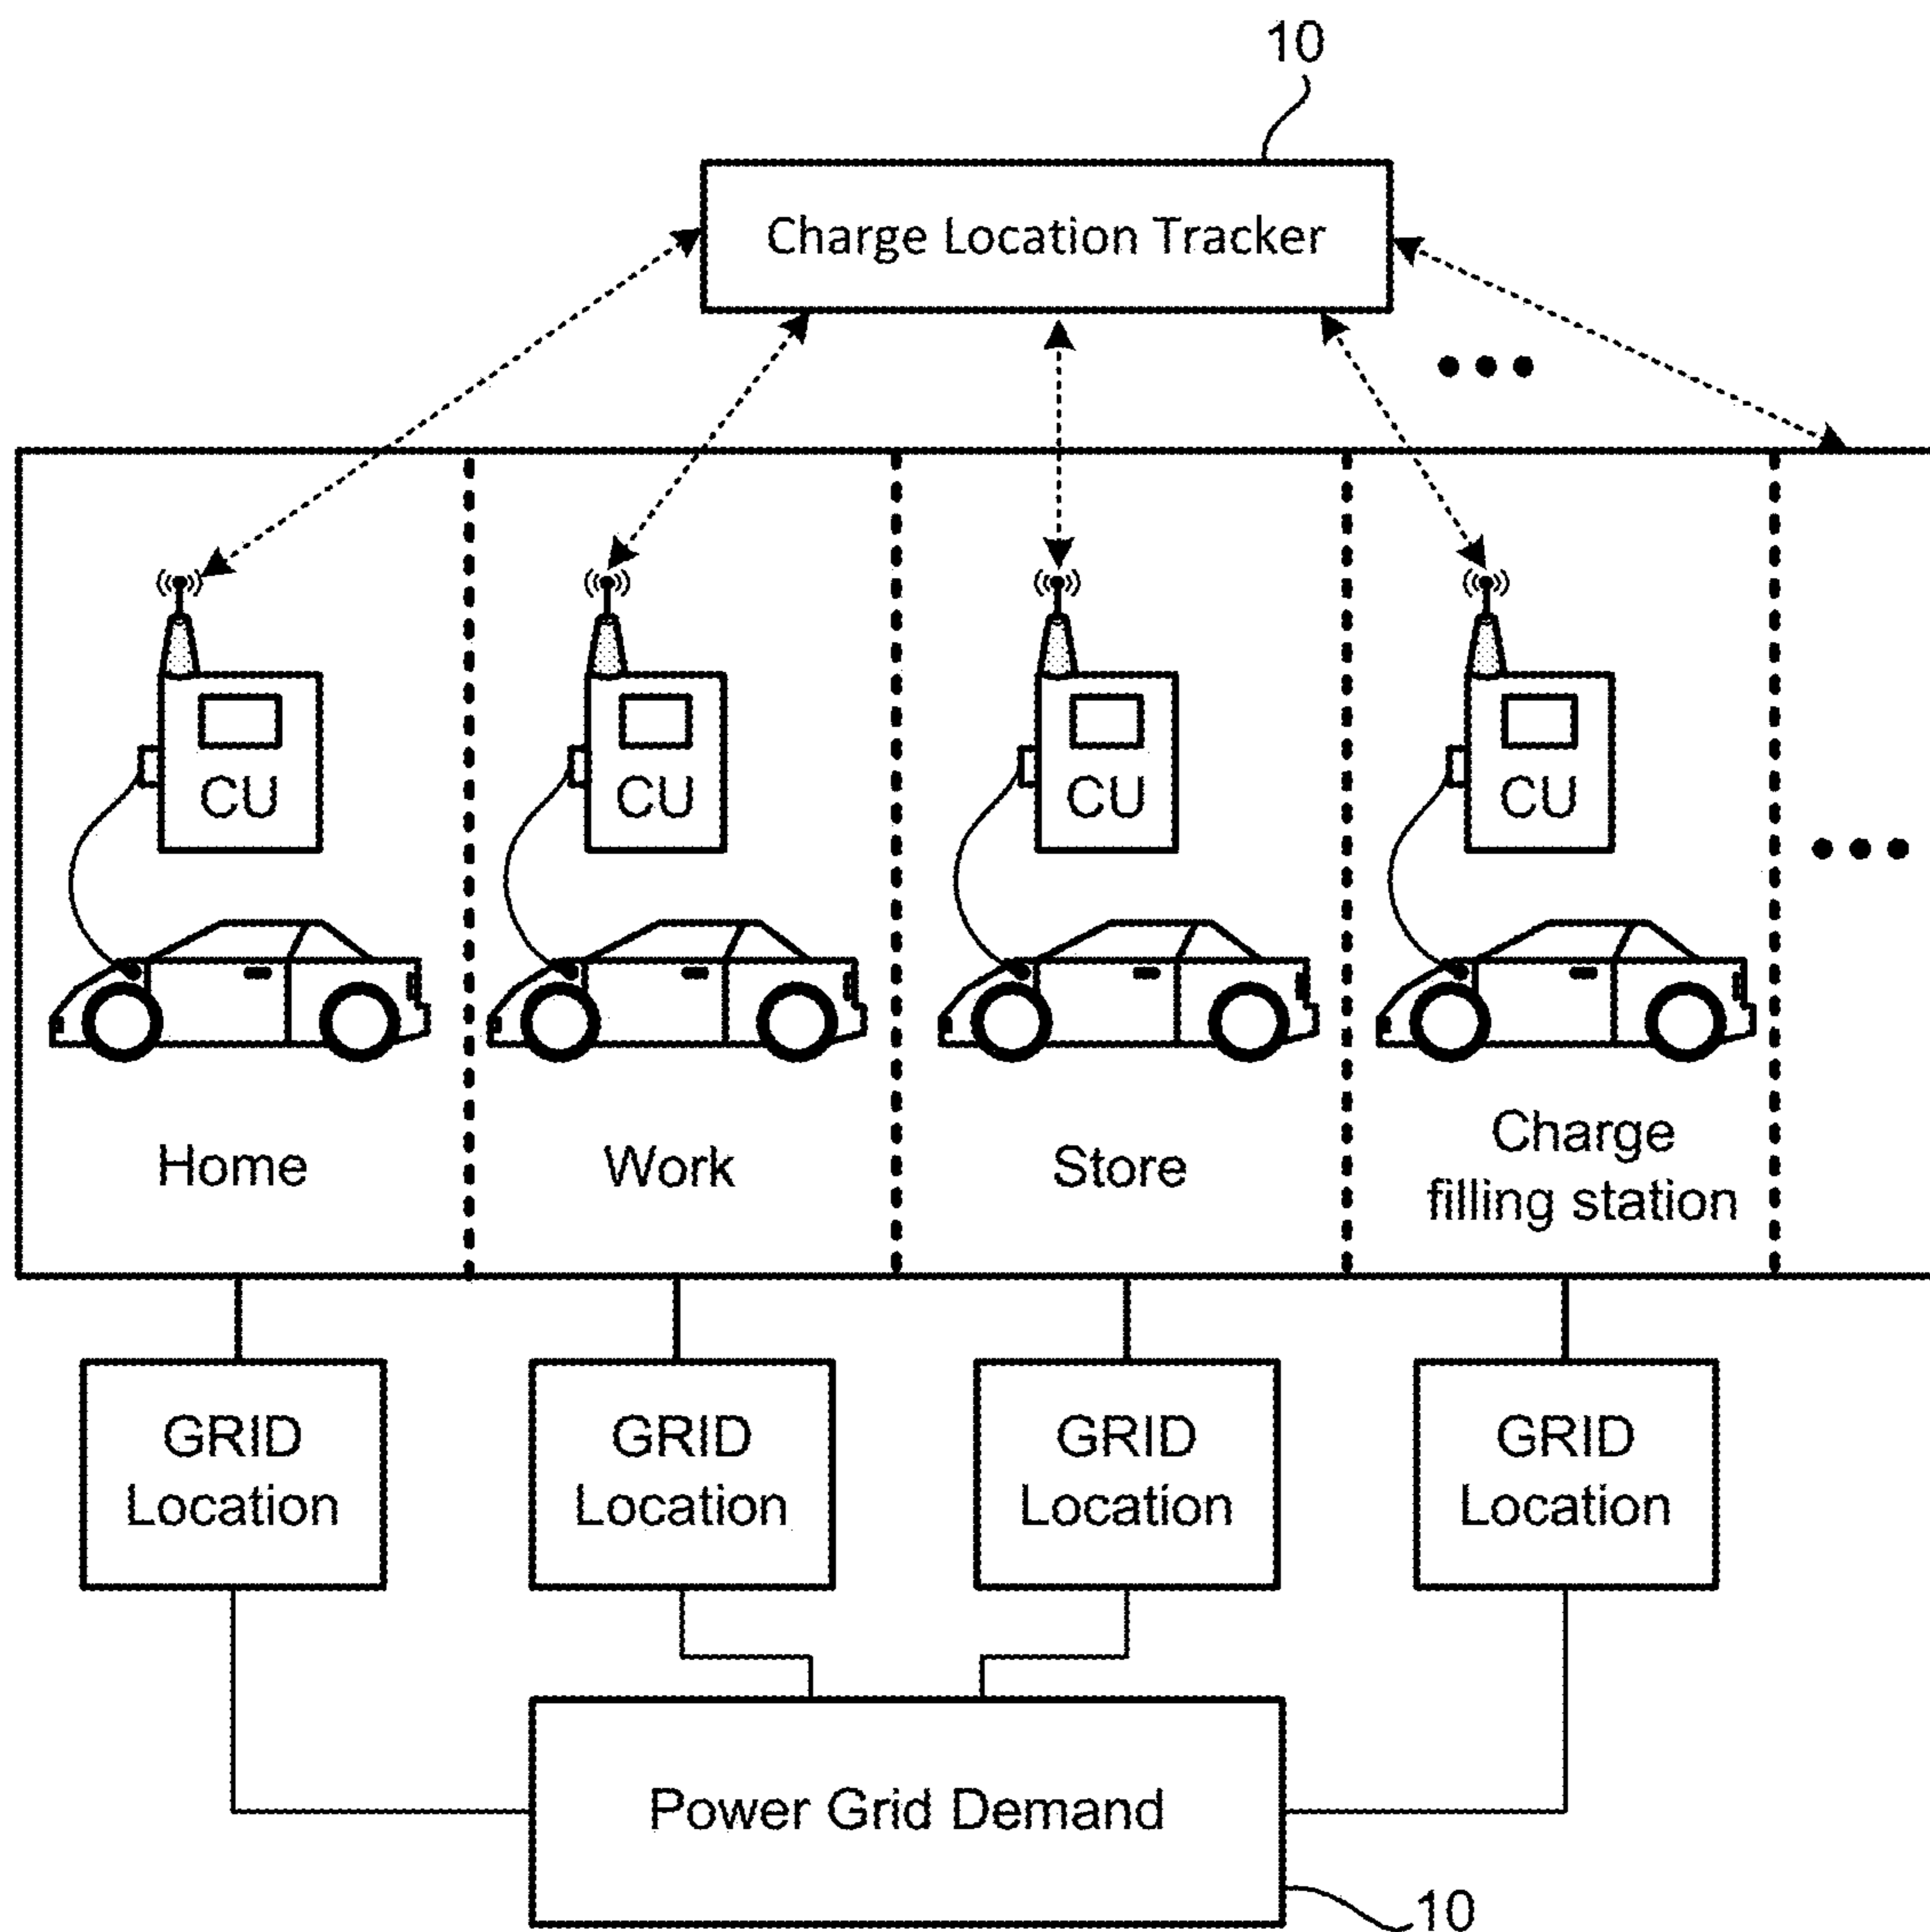 10
Charge Location Tracker
CU
CU
CU
CU
Home
Work
Store
Charge
filling station
GRID
Location
GRID
Location
GRID
Location
GRID
Location
Power Grid Demand
10